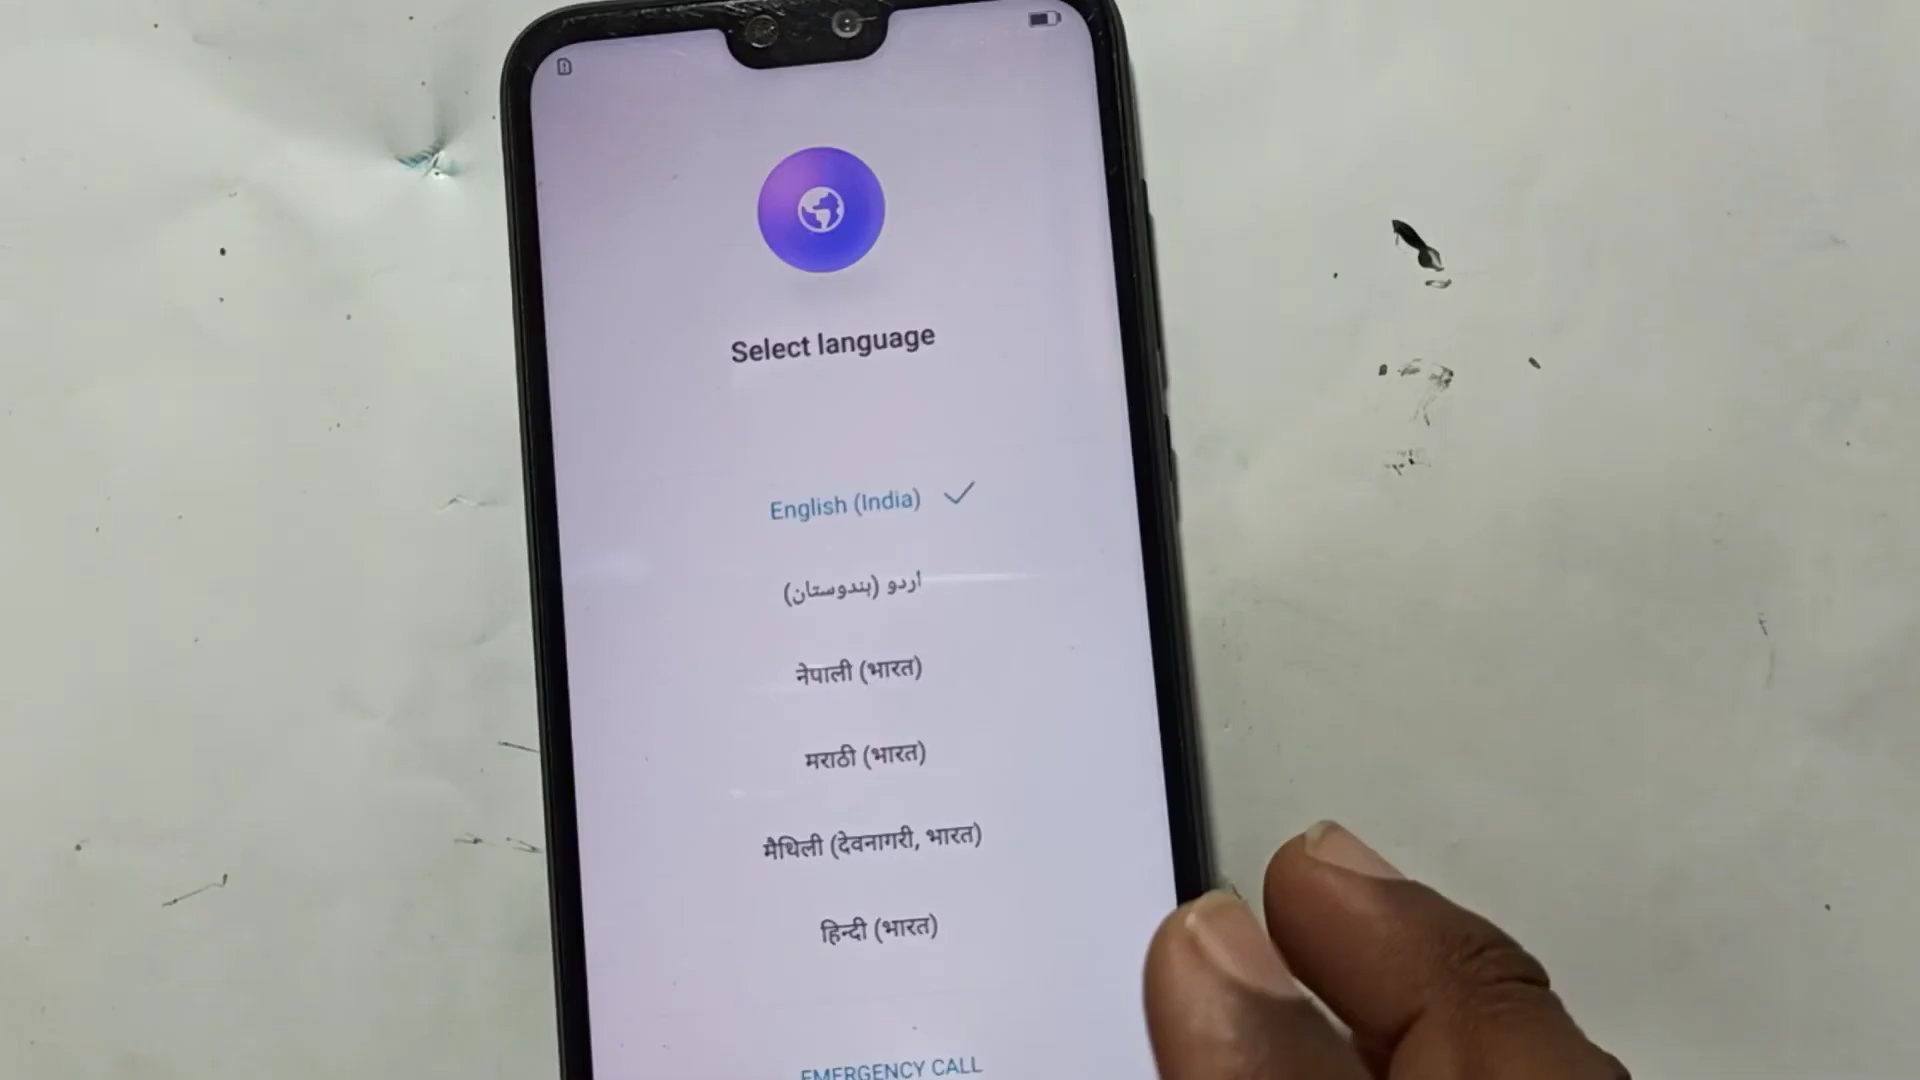 Select language
English (India)
اردو (ہندوستان)
नेपाली (भारत)
मराठी (भारत)
मैथिली (देवनागरी, भारत)
हिन्दी (भारत)
EMERGENCY CALL